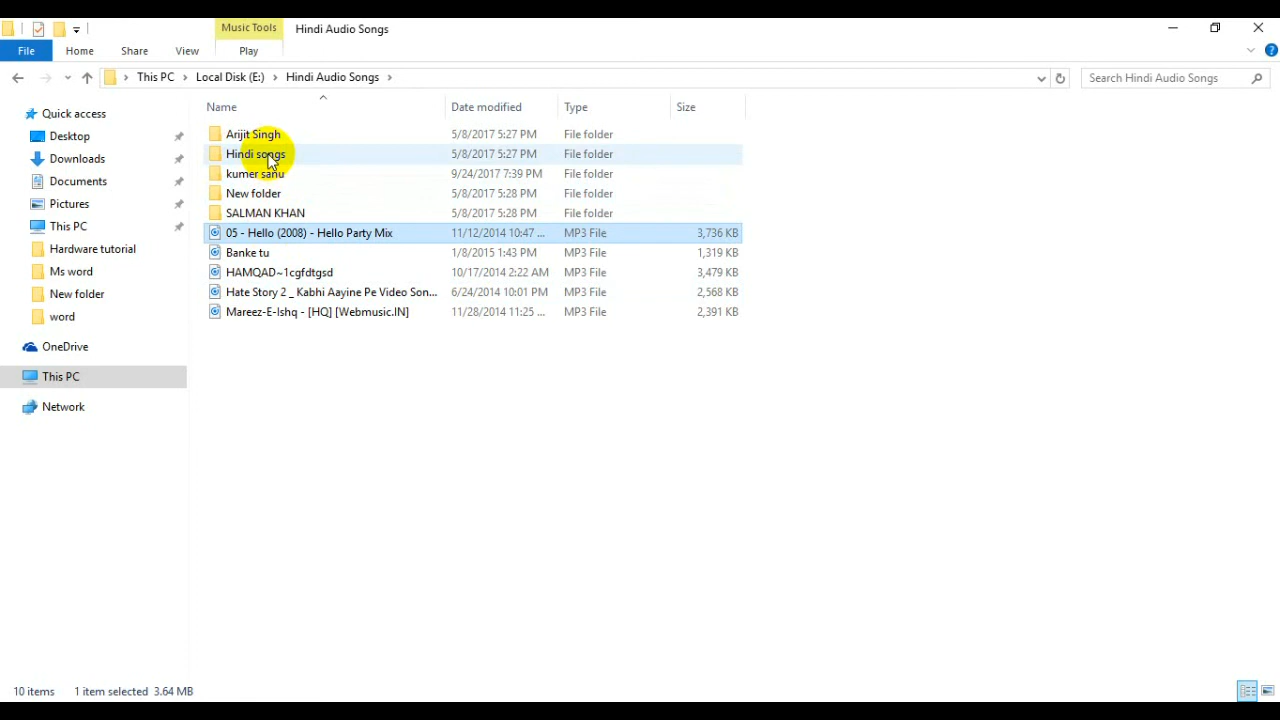 Music Tools Hindi Audio Songs
File Home Share View Play
This PC Local Disk (E:) Hindi Audio Songs Search Hindi Audio Songs
Quick access
Desktop
Downloads
Documents
Pictures
This PC
Hardware tutorial
Ms word
New folder
word
OneDrive
This PC
Network
Name Date modified Type Size
Arijit Singh 5/8/2017 5:27 PM File folder
Hindi songs 5/8/2017 5:27 PM File folder
kumer sanu 9/24/2017 7:39 PM File folder
New folder 5/8/2017 5:28 PM File folder
SALMAN KHAN 5/8/2017 5:28 PM File folder
05 - Hello (2008) - Hello Party Mix 11/12/2014 10:47 ... MP3 File 3,736 KB
Banke tu 1/8/2015 1:43 PM MP3 File 1,319 KB
HAMQAD~1cgfdtgsd 10/17/2014 2:22 AM MP3 File 3,479 KB
Hate Story 2 _ Kabhi Aayine Pe Video Son... 6/24/2014 10:01 PM MP3 File 2,568 KB
Mareez-E-Ishq - [HQ] [Webmusic.IN] 11/28/2014 11:25 ... MP3 File 2,391 KB
10 items 1 item selected 3.64 MB